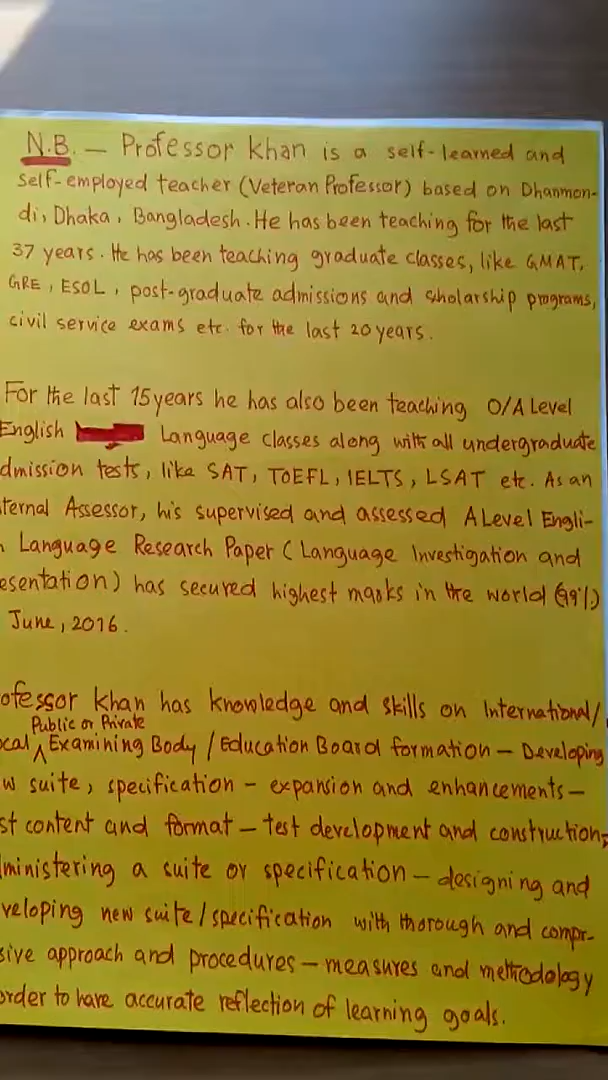 N.B. — Professor Khan is a self-learned and
self-employed teacher (Veteran Professor) based on Dhanmon-
di, Dhaka, Bangladesh. He has been teaching for the last
37 years. He has been teaching graduate classes, like GMAT,
GRE, ESOL, post-graduate admissions and scholarship programs,
civil service exams etc. for the last 20 years.
For the last 15 years he has also been teaching O/A Level
English Language classes along with all undergraduate
dmission tests, like SAT, TOEFL, IELTS, LSAT etc. As an
ternal Assessor, his supervised and assessed A Level Engli-
h Language Research Paper (Language Investigation and
esentation) has secured highest marks in the world (99%)
June, 2016.
ofessor Khan has knowledge and skills on International/
Public or Private
cal ^ Examining Body / Education Board formation — Developing
w suite, specification — expansion and enhancements —
st content and format — test development and construction,
ministering a suite or specification — designing and
veloping new suite/specification with thorough and compr-
sive approach and procedures — measures and methodology
order to have accurate reflection of learning goals.